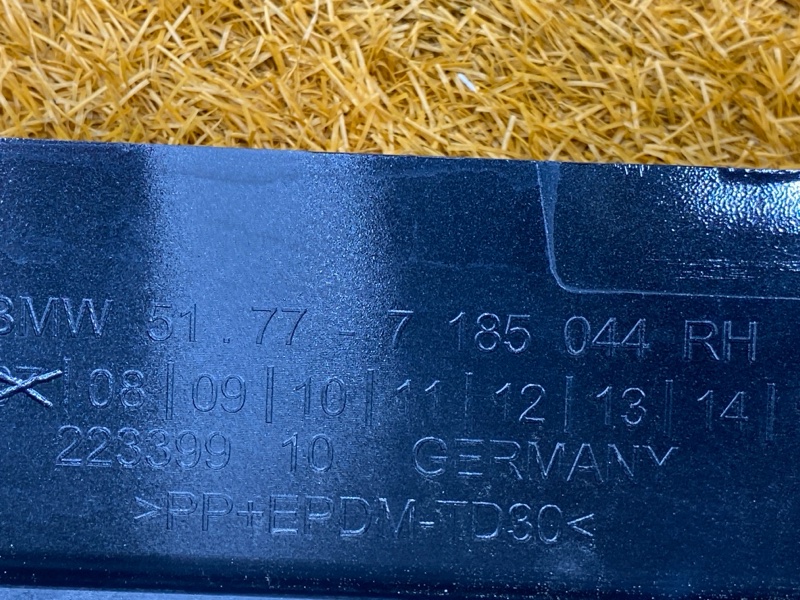 BMW 51.77 - 7 185 044 RH
07|08|09|10|11|12|13|14|
223399 10 GERMANY
>PP+EPDM-TD30<